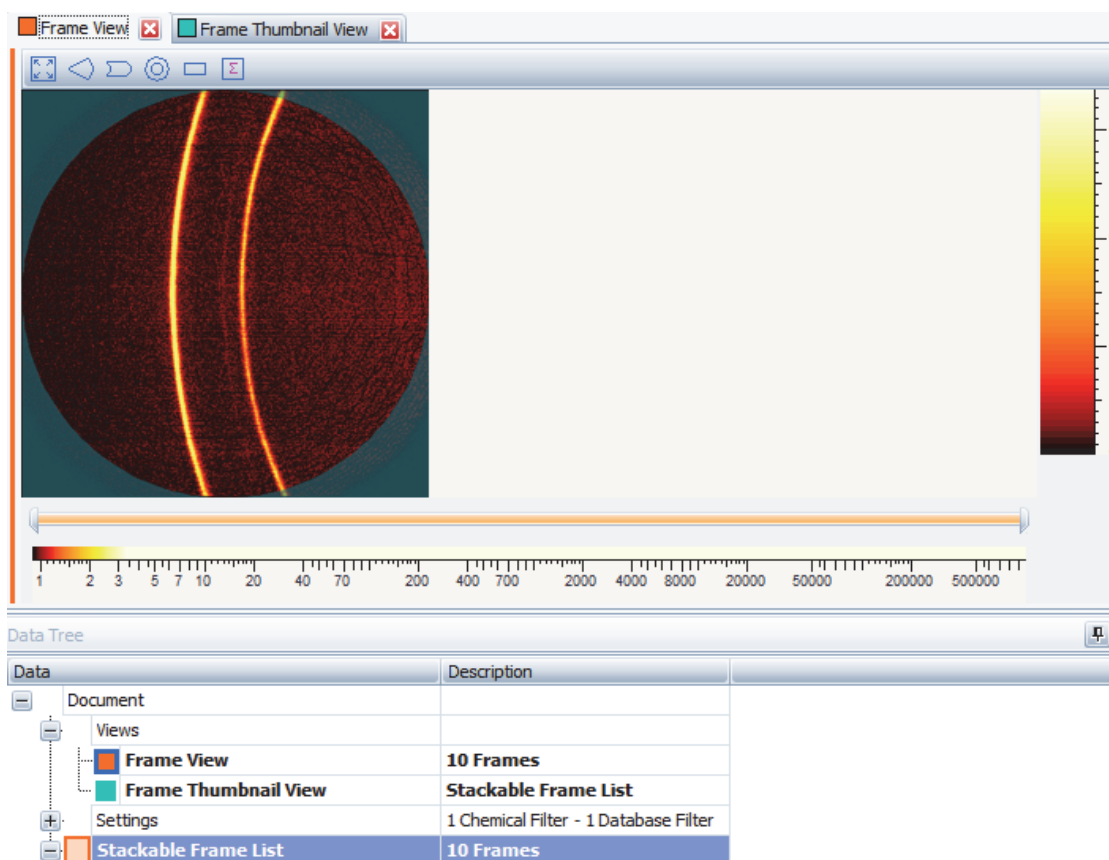 Frame View Frame Thumbnail View
Σ
1 2 3 5 7 10 20 40 70 200 400 700 2000 4000 8000 20000 50000 200000 500000
Data Tree
Data Description
Document
Views
Frame View 10 Frames
Frame Thumbnail View Stackable Frame List
Settings 1 Chemical Filter - 1 Database Filter
Stackable Frame List 10 Frames